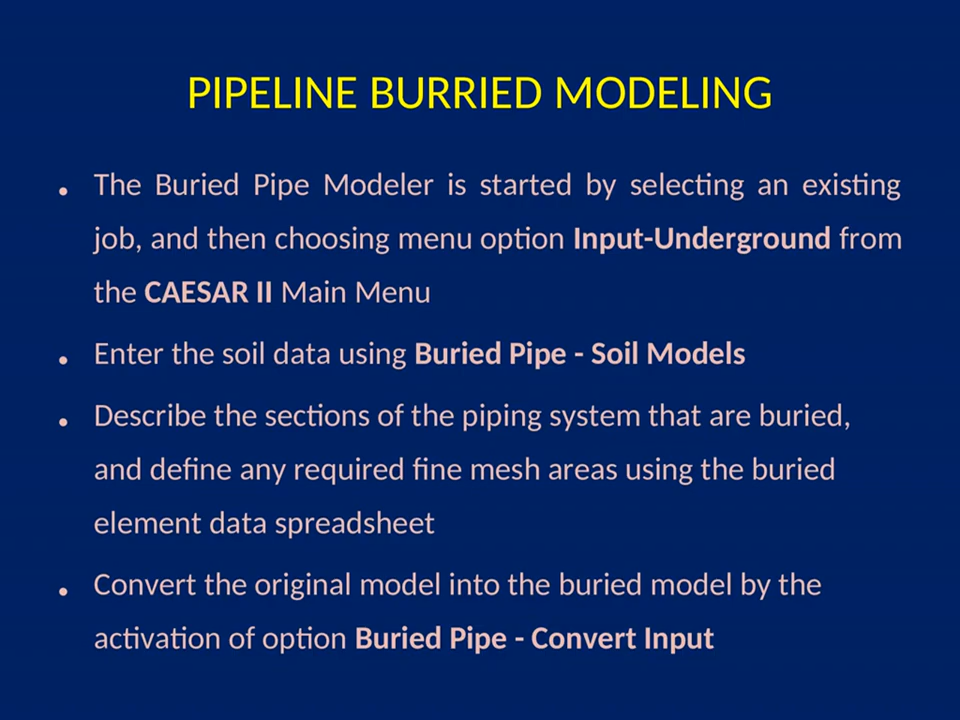 PIPELINE BURRIED MODELING
• The Buried Pipe Modeler is started by selecting an existing
job, and then choosing menu option Input-Underground from
the CAESAR II Main Menu
• Enter the soil data using Buried Pipe - Soil Models
• Describe the sections of the piping system that are buried,
and define any required fine mesh areas using the buried
element data spreadsheet
• Convert the original model into the buried model by the
activation of option Buried Pipe - Convert Input